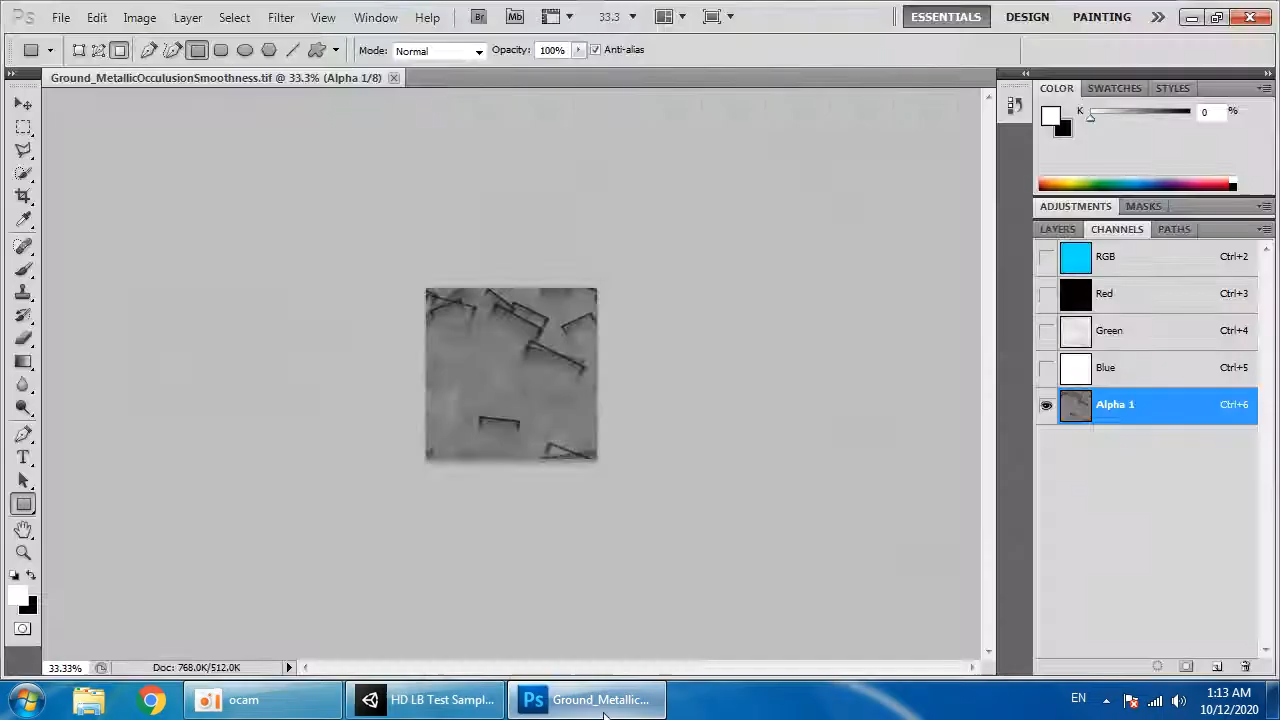 Ps File Edit Image Layer Select Filter View Window Help Br Mb 33.3 ESSENTIALS DESIGN PAINTING
Mode: Normal Opacity: 100% Anti-alias
Ground_MetallicOcculusionSmoothness.tif @ 33.3% (Alpha 1/8)
COLOR SWATCHES STYLES
K 0 %
ADJUSTMENTS MASKS
LAYERS CHANNELS PATHS
RGB Ctrl+2
Red Ctrl+3
Green Ctrl+4
Blue Ctrl+5
Alpha 1 Ctrl+6
T
33.33% Doc: 768.0K/512.0K
ocam HD LB Test Sampl... Ps Ground_Metallic... EN 1:13 AM
10/12/2020